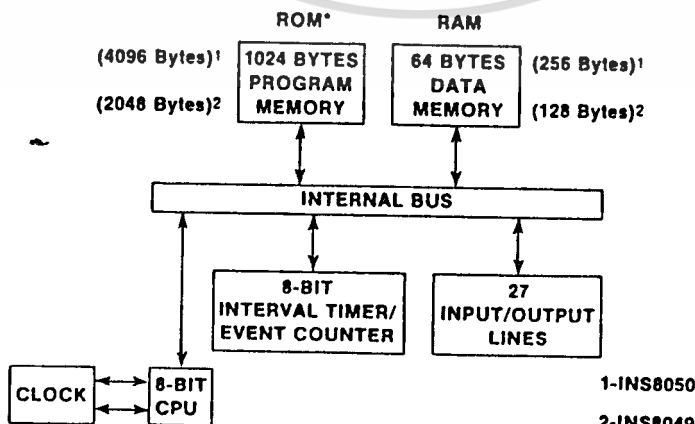 ROM* RAM
(4096 Bytes)1 1024 BYTES 64 BYTES (256 Bytes)1
PROGRAM DATA
(2048 Bytes)2 MEMORY MEMORY (128 Bytes)2
INTERNAL BUS
8-BIT
INTERVAL TIMER/
EVENT COUNTER
27
INPUT/OUTPUT
LINES
CLOCK
8-BIT
CPU
1-INS8050
2-INS8049